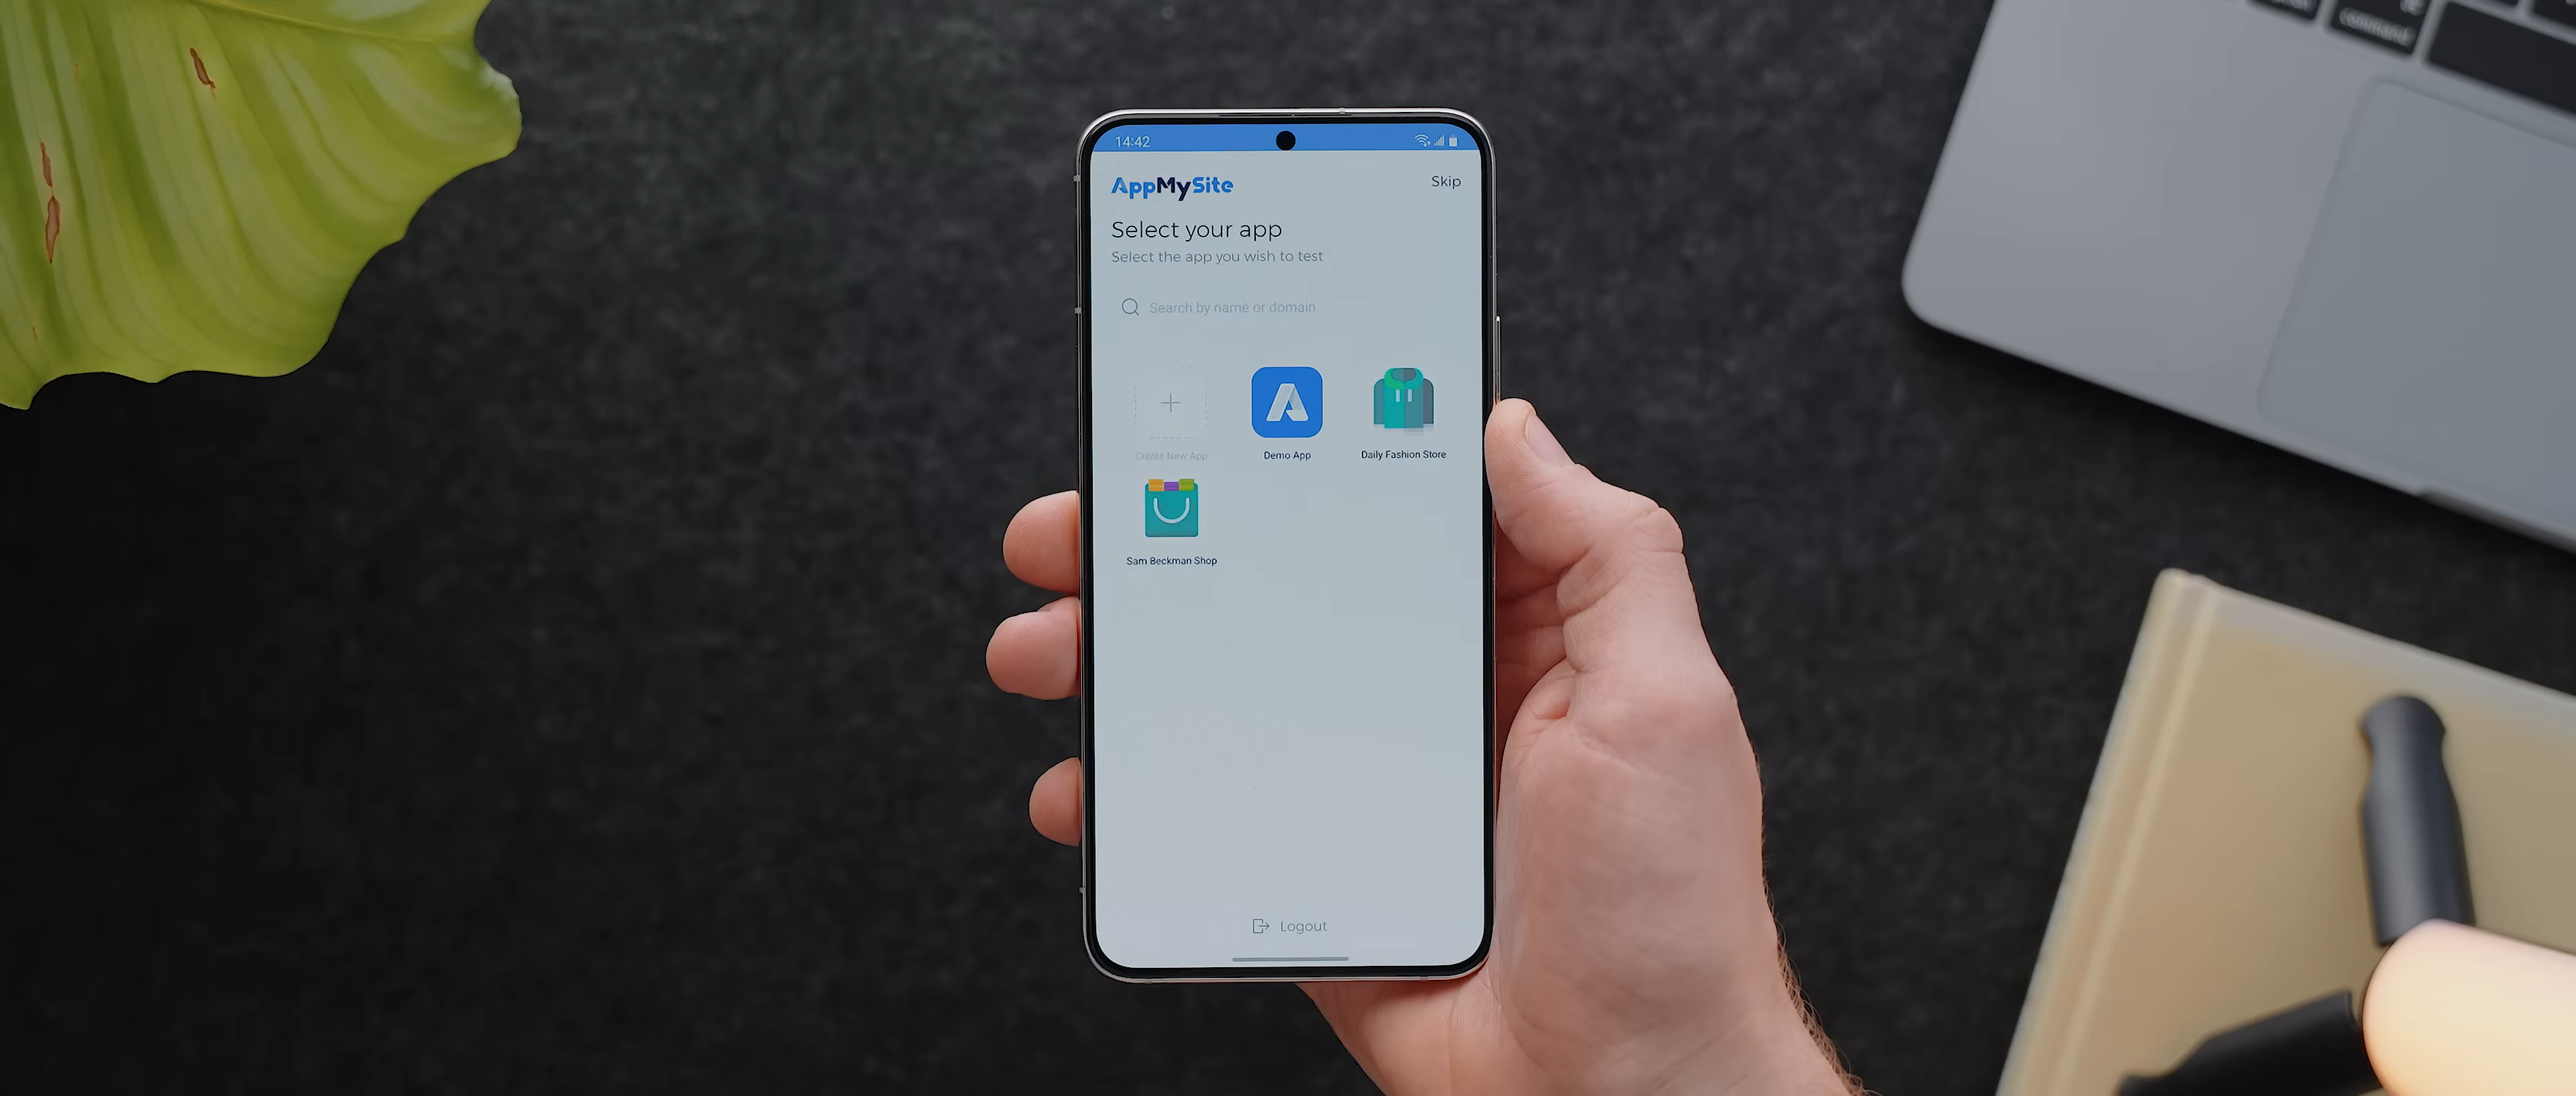 command
14:42
AppMySite
Skip
Select your app
Select the app you wish to test
Search by name or domain
Create New App
Demo App
Daily Fashion Store
Sam Beckman Shop
Logout